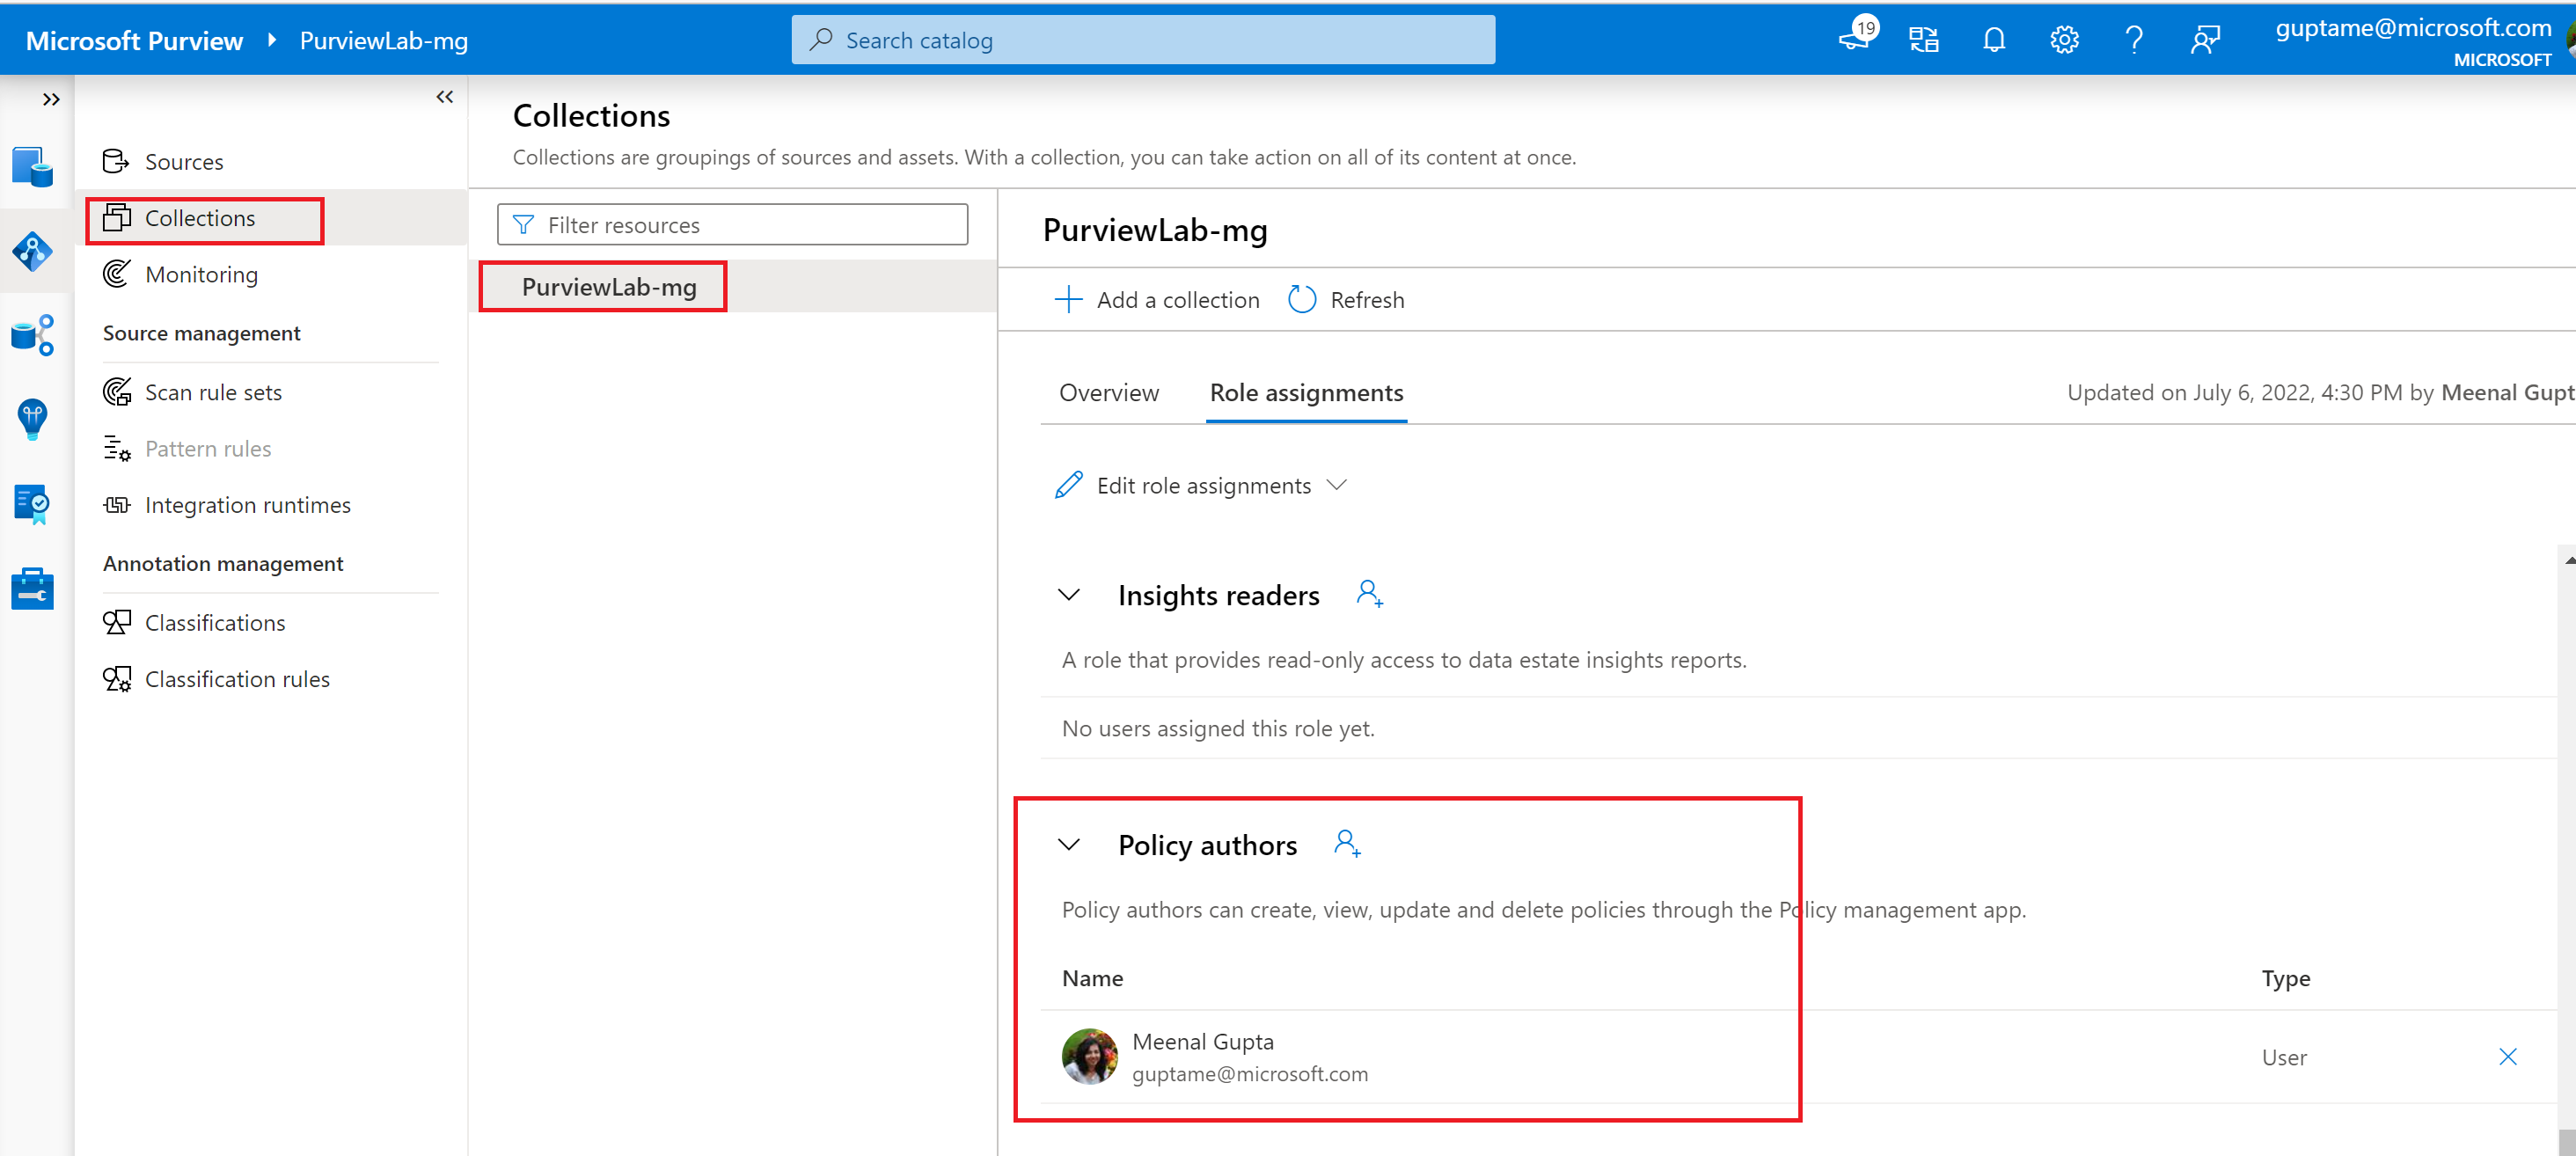 Microsoft Purview PurviewLab-mg
Search catalog
19
guptame@microsoft.com
MICROSOFT
Sources
Collections
Monitoring
Source management
Scan rule sets
Pattern rules
Integration runtimes
Annotation management
Classifications
Classification rules
Collections
Collections are groupings of sources and assets. With a collection, you can take action on all of its content at once.
Filter resources
PurviewLab-mg
PurviewLab-mg
Add a collection Refresh
Overview Role assignments Updated on July 6, 2022, 4:30 PM by Meenal Gupt
Edit role assignments
Insights readers
A role that provides read-only access to data estate insights reports.
No users assigned this role yet.
Policy authors
Policy authors can create, view, update and delete policies through the Policy management app.
Name Type
Meenal Gupta
guptame@microsoft.com
User